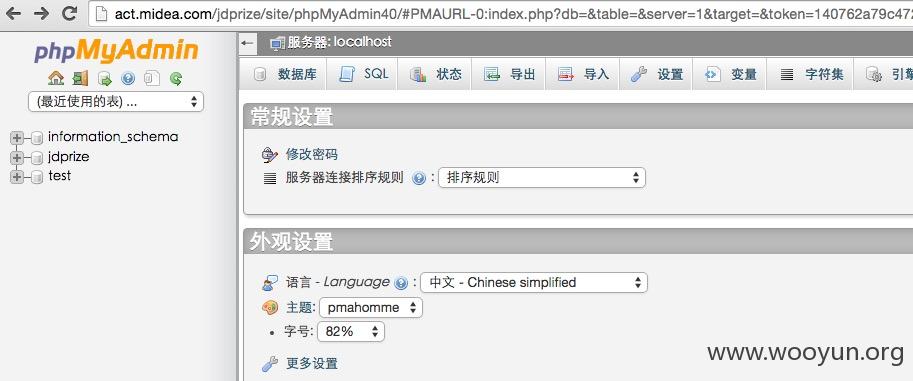 act.midea.com/jdprize/site/phpMyAdmin40/#PMAURL-0:index.php?db=&table=&server=1&target=&token=140762a79c472
phpMyAdmin
(最近使用的表) ...
information_schema
jdprize
test
服务器: localhost
数据库 SQL 状态 导出 导入 设置 变量 字符集 引擎
常规设置
修改密码
服务器连接排序规则 : 排序规则
外观设置
语言 - Language : 中文 - Chinese simplified
主题: pmahomme
• 字号: 82%
更多设置
www.wooyun.org